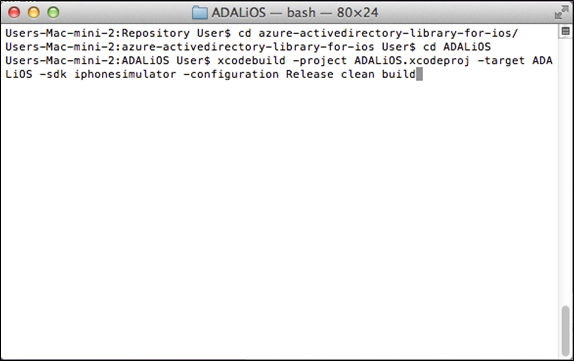 ADALiOS — bash — 80×24
Users-Mac-mini-2:Repository User$ cd azure-activedirectory-library-for-ios/
Users-Mac-mini-2:azure-activedirectory-library-for-ios User$ cd ADALiOS
Users-Mac-mini-2:ADALiOS User$ xcodebuild -project ADALiOS.xcodeproj -target ADA
LiOS -sdk iphonesimulator -configuration Release clean build